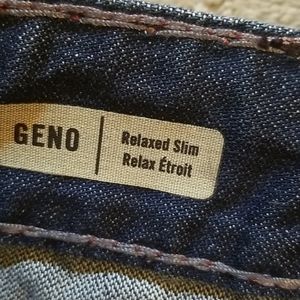 GENO
Relaxed Slim
Relax Étroit